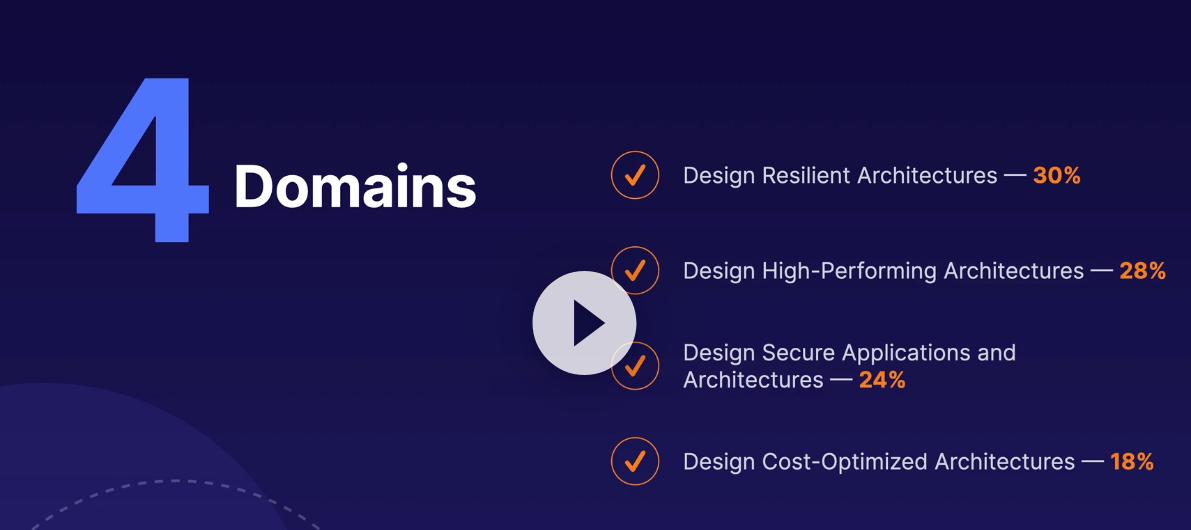 4 Domains
Design Resilient Architectures — 30%
Design High-Performing Architectures — 28%
Design Secure Applications and
Architectures — 24%
Design Cost-Optimized Architectures — 18%